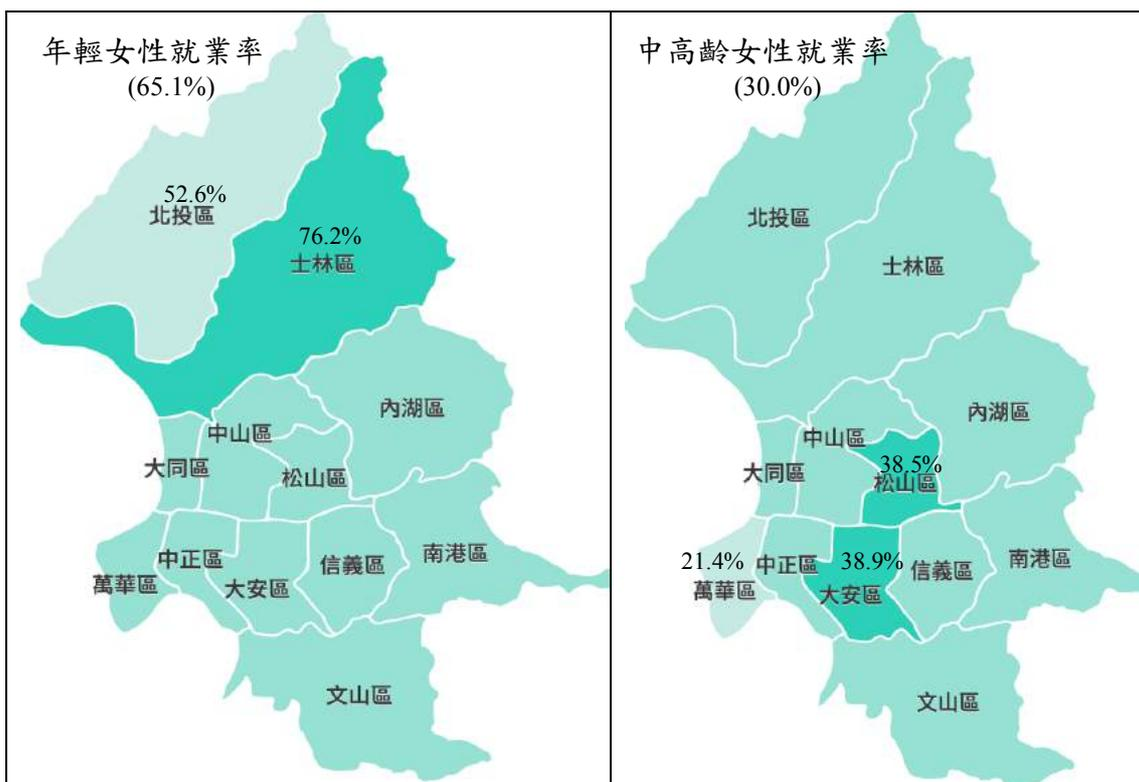 年輕女性就業率
(65.1%)
52.6%
北投區
76.2%
士林區
內湖區
中山區
大同區
松山區
南港區
信義區
中正區
萬華區
大安區
文山區
中高齡女性就業率
(30.0%)
北投區
士林區
內湖區
中山區
38.5%
大同區
松山區
21.4%
38.9%
南港區
中正區
信義區
萬華區
大安區
文山區